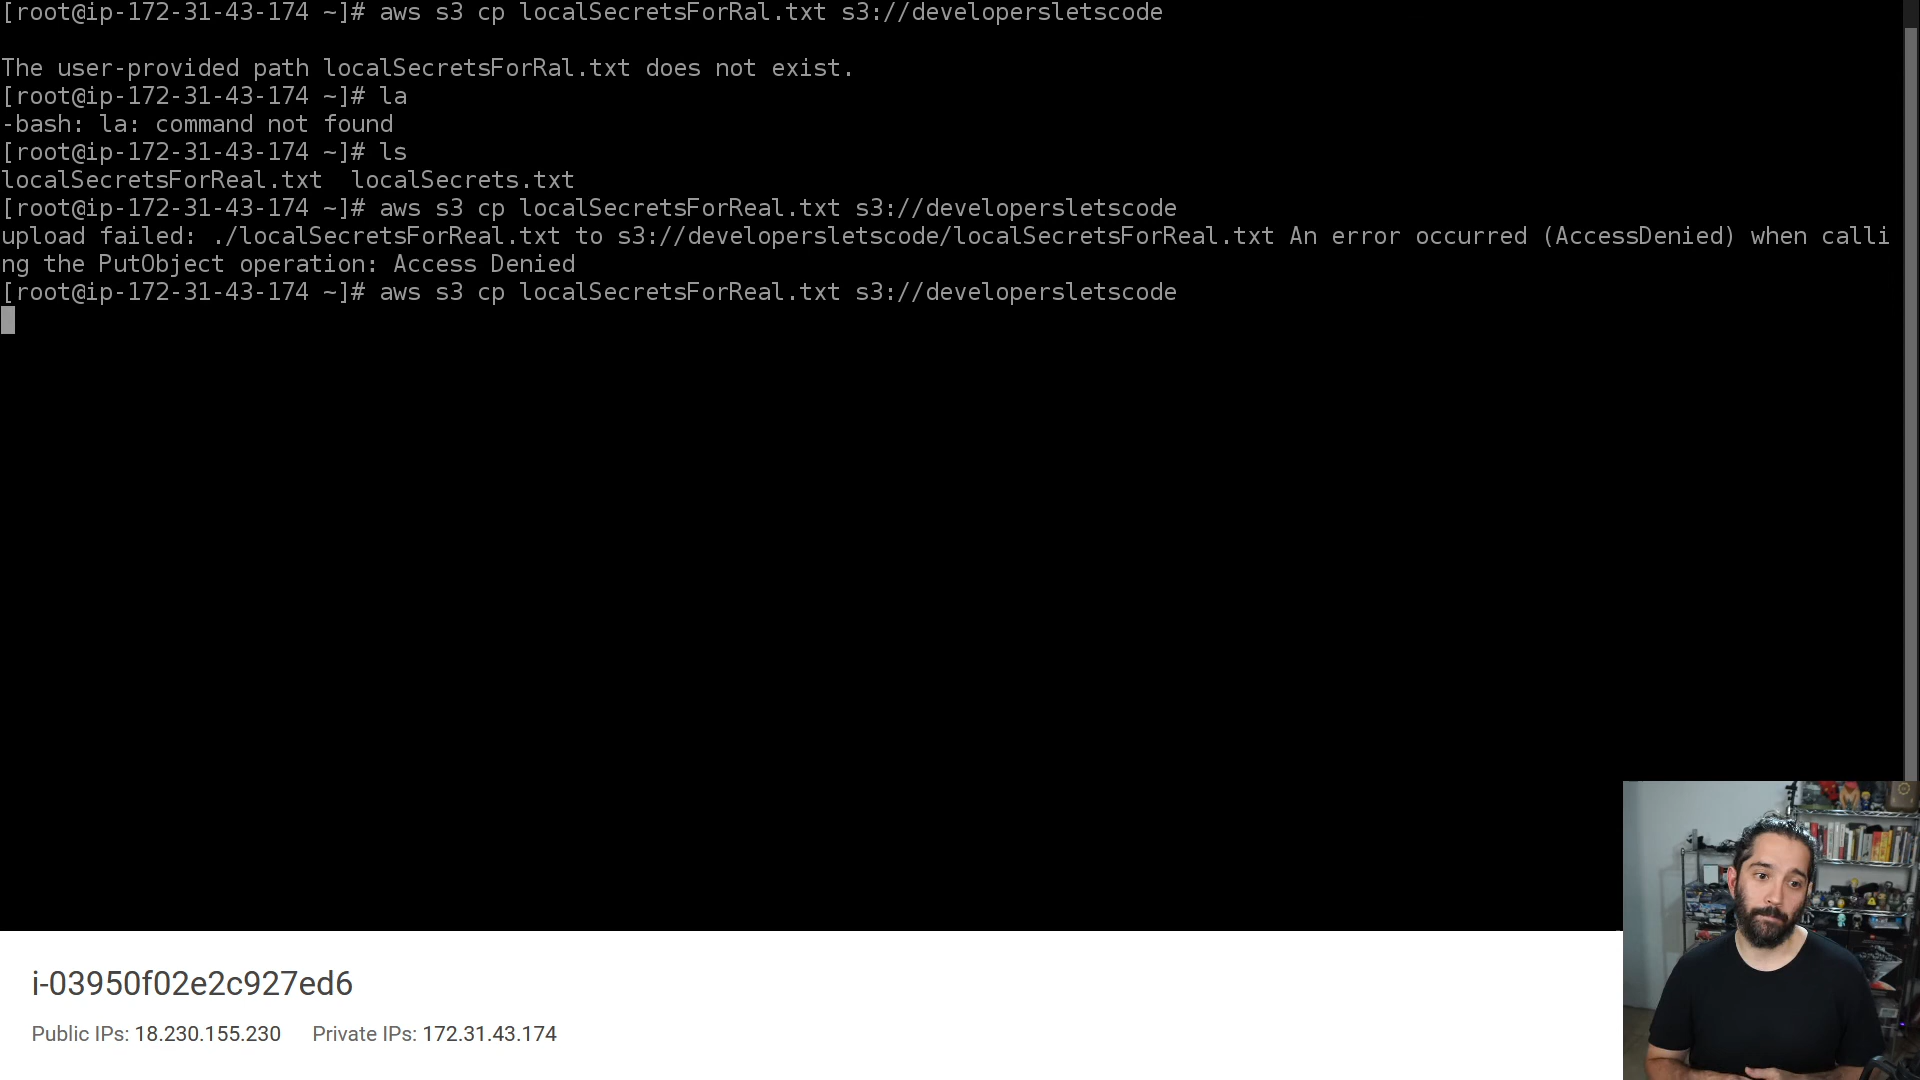 [root@ip-172-31-43-174 ~]# aws s3 cp localSecretsForRal.txt s3://developersletscode
The user-provided path localSecretsForRal.txt does not exist.
[root@ip-172-31-43-174 ~]# la
-bash: la: command not found
[root@ip-172-31-43-174 ~]# ls
localSecretsForReal.txt  localSecrets.txt
[root@ip-172-31-43-174 ~]# aws s3 cp localSecretsForReal.txt s3://developersletscode
upload failed: ./localSecretsForReal.txt to s3://developersletscode/localSecretsForReal.txt An error occurred (AccessDenied) when calli
ng the PutObject operation: Access Denied
[root@ip-172-31-43-174 ~]# aws s3 cp localSecretsForReal.txt s3://developersletscode
i-03950f02e2c927ed6
Public IPs: 18.230.155.230 Private IPs: 172.31.43.174